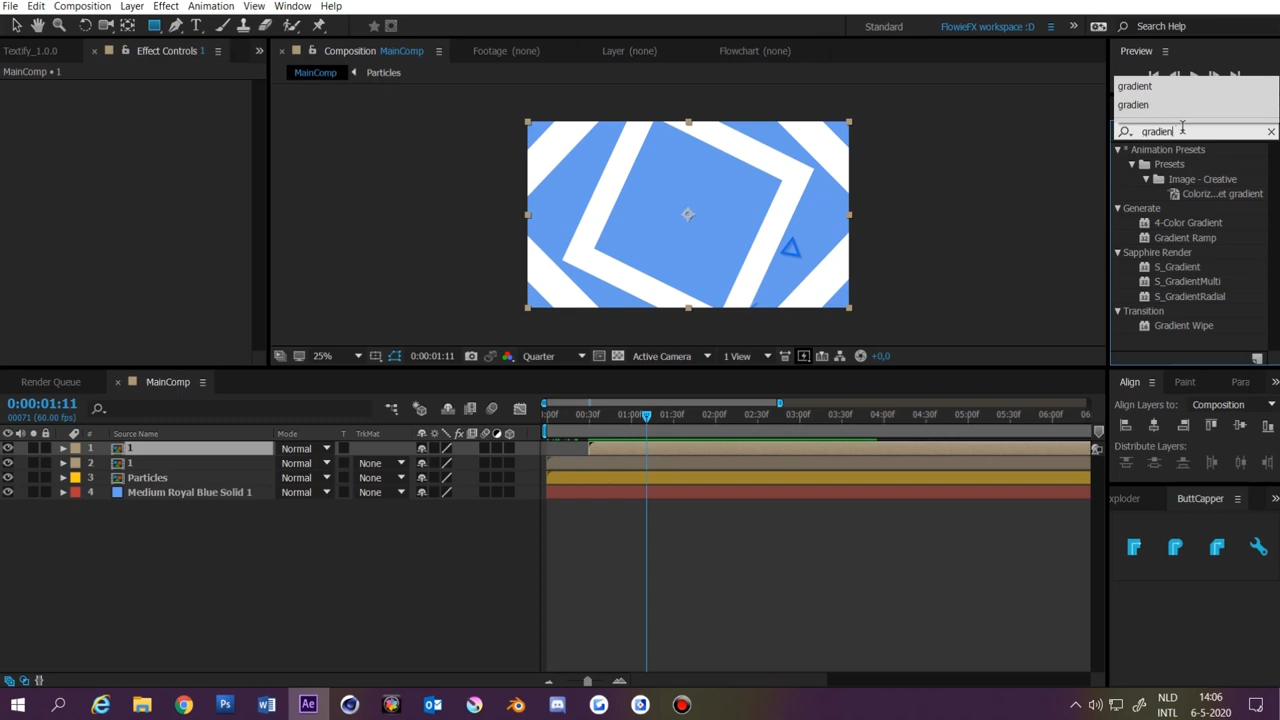 File Edit Composition Layer Effect Animation View Window Help
Standard FlowieFX workspace :D Search Help
Textify_1.0.0 Effect Controls 1 Composition MainComp Footage (none) Layer (none) Flowchart (none) Preview
MainComp • 1 MainComp Particles
gradient
gradien
gradien
* Animation Presets
Presets
Image - Creative
Coloriz...et gradient
Generate
4-Color Gradient
Gradient Ramp
Sapphire Render
S_Gradient
S_GradientMulti
S_GradientRadial
Transition
Gradient Wipe
25% 0:00:01:11 Quarter Active Camera 1 View +0,0
Render Queue MainComp Align Paint Para
0:00:01:11
00071 (60.00 fps)
:00f 00:30f 01:00f 01:30f 02:00f 02:30f 03:00f 03:30f 04:00f 04:30f 05:00f 05:30f 06:00f
Align Layers to: Composition
# Source Name Mode T TrkMat
1 1 Normal
Distribute Layers:
2 1 Normal None
3 Particles Normal None
4 Medium Royal Blue Solid 1 Normal None
xploder ButtCapper
NLD 14:06
INTL 6-5-2020